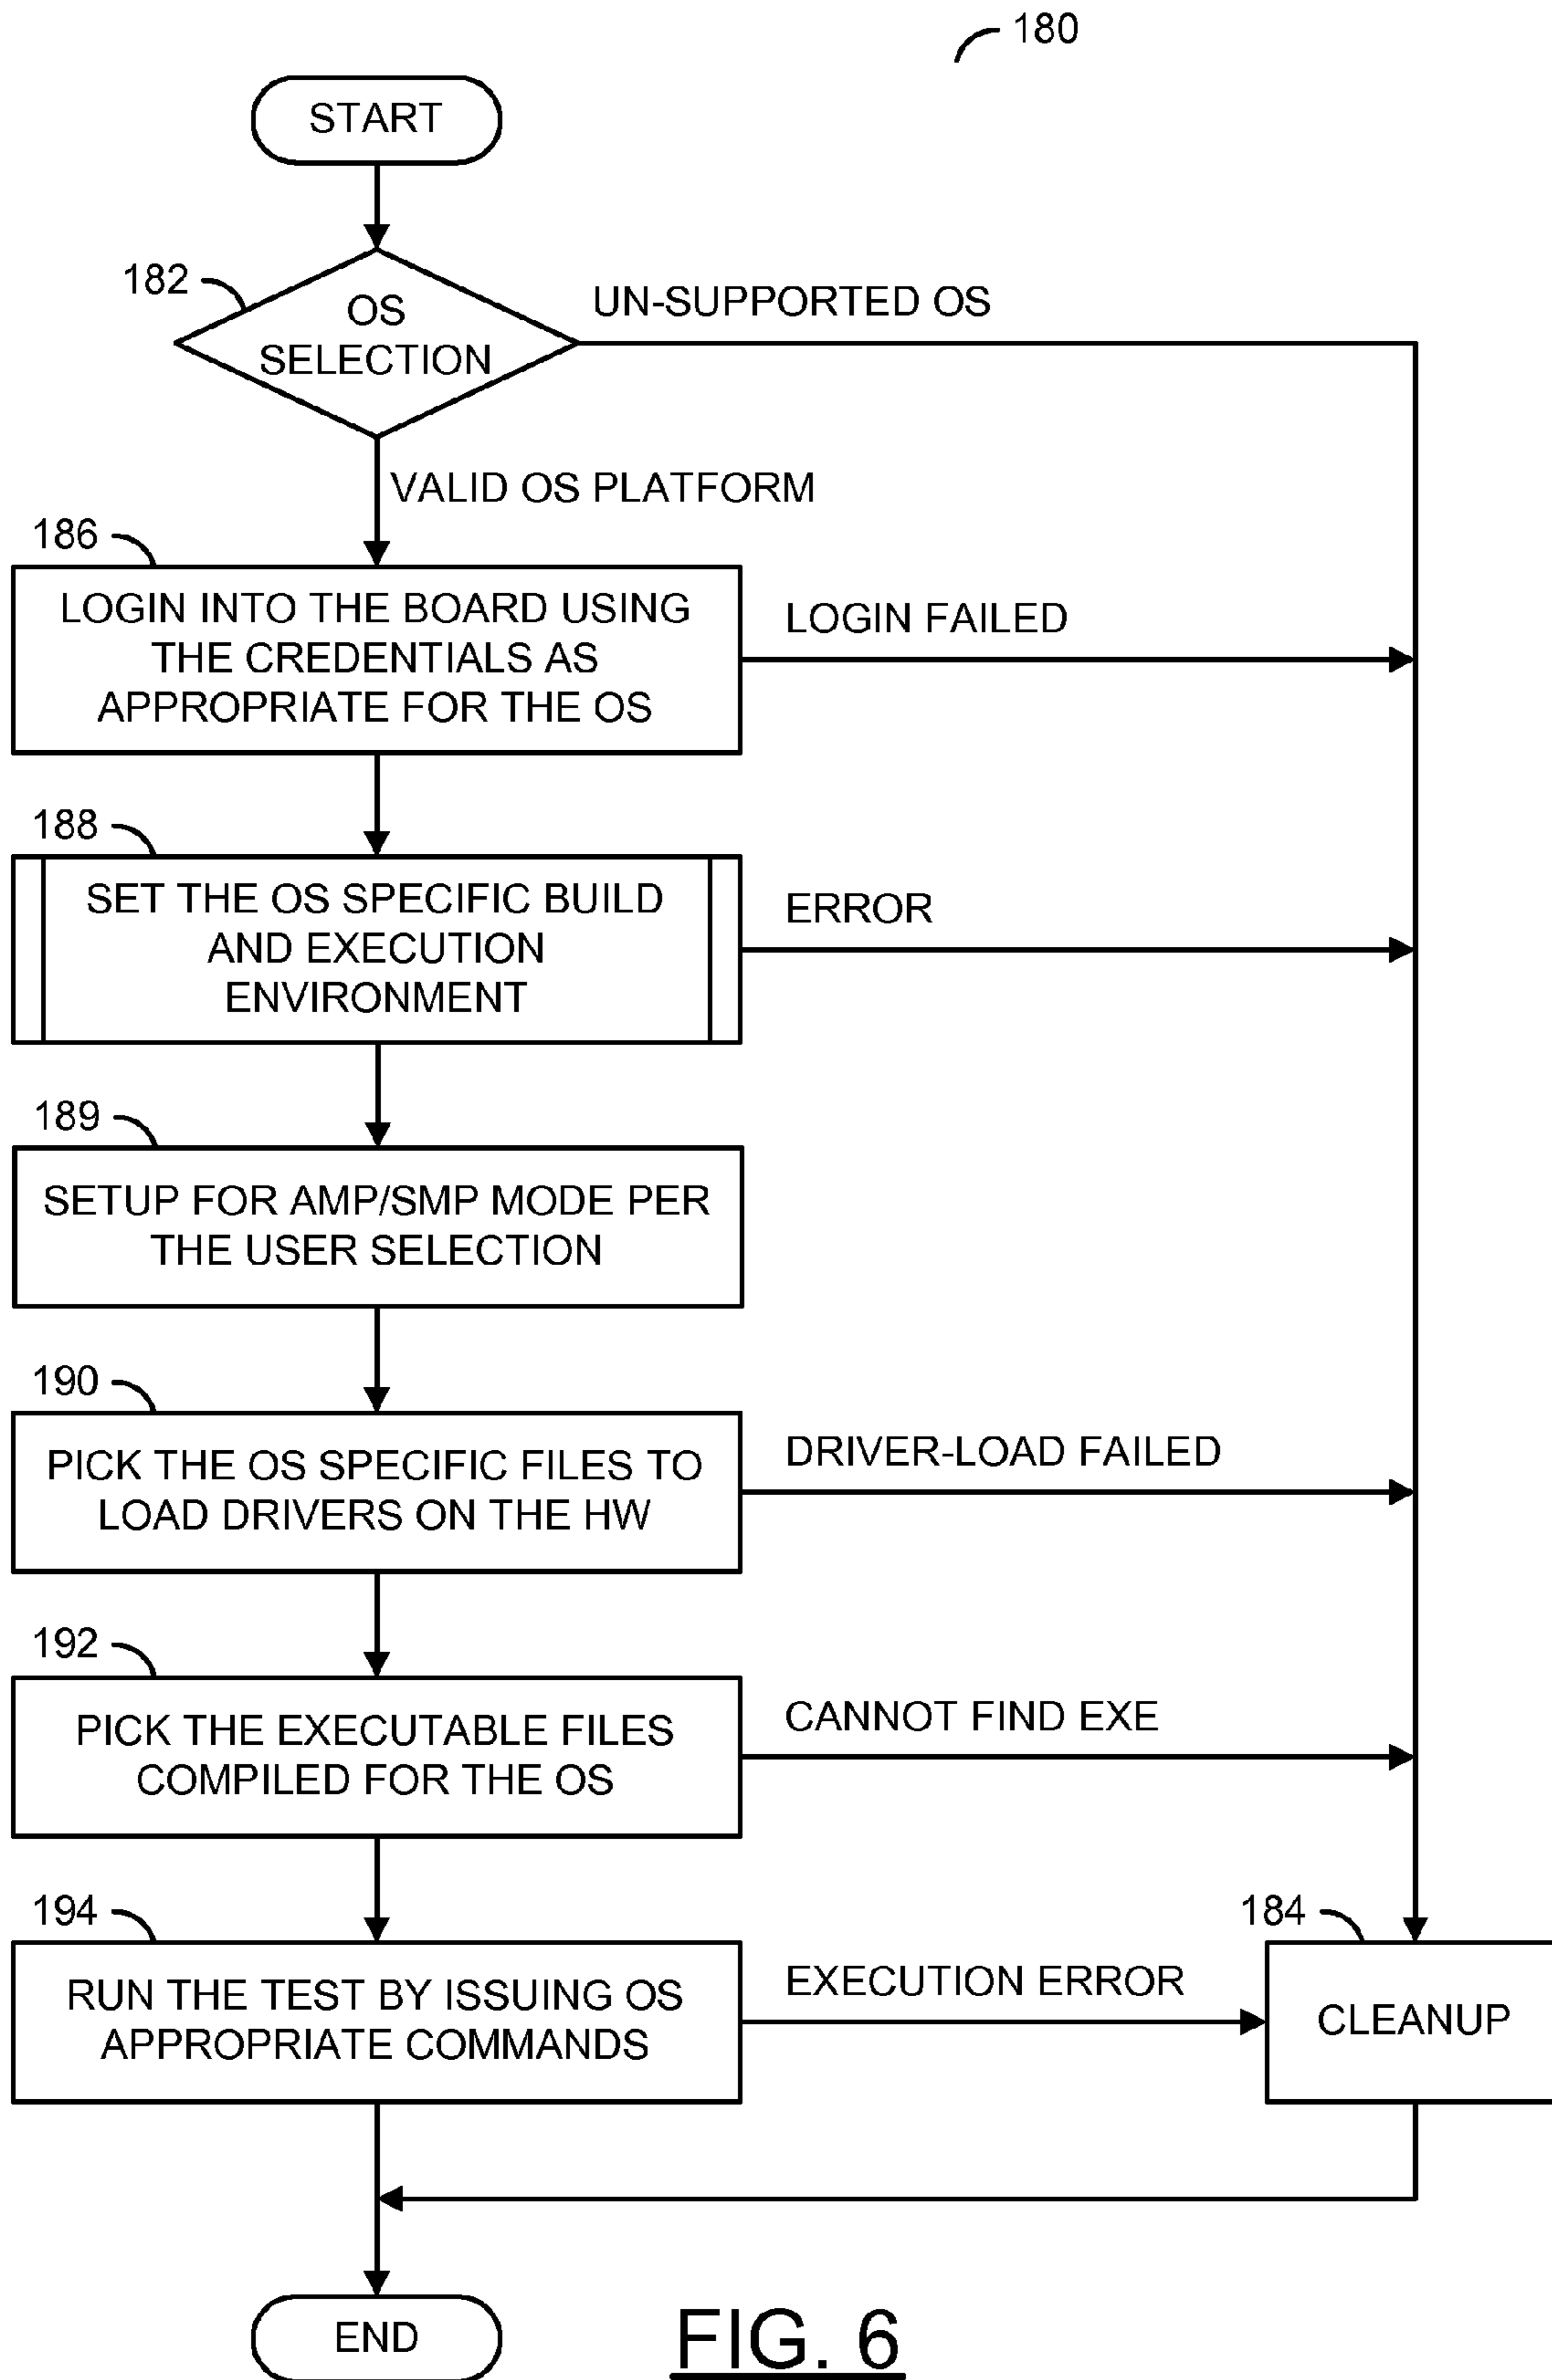 180
START
182
OS
SELECTION
UN-SUPPORTED OS
VALID OS PLATFORM
186
LOGIN INTO THE BOARD USING
THE CREDENTIALS AS
APPROPRIATE FOR THE OS
LOGIN FAILED
188
SET THE OS SPECIFIC BUILD
AND EXECUTION
ENVIRONMENT
ERROR
189
SETUP FOR AMP/SMP MODE PER
THE USER SELECTION
190
PICK THE OS SPECIFIC FILES TO
LOAD DRIVERS ON THE HW
DRIVER-LOAD FAILED
192
PICK THE EXECUTABLE FILES
COMPILED FOR THE OS
CANNOT FIND EXE
194
RUN THE TEST BY ISSUING OS
APPROPRIATE COMMANDS
EXECUTION ERROR
184
CLEANUP
END
FIG. 6